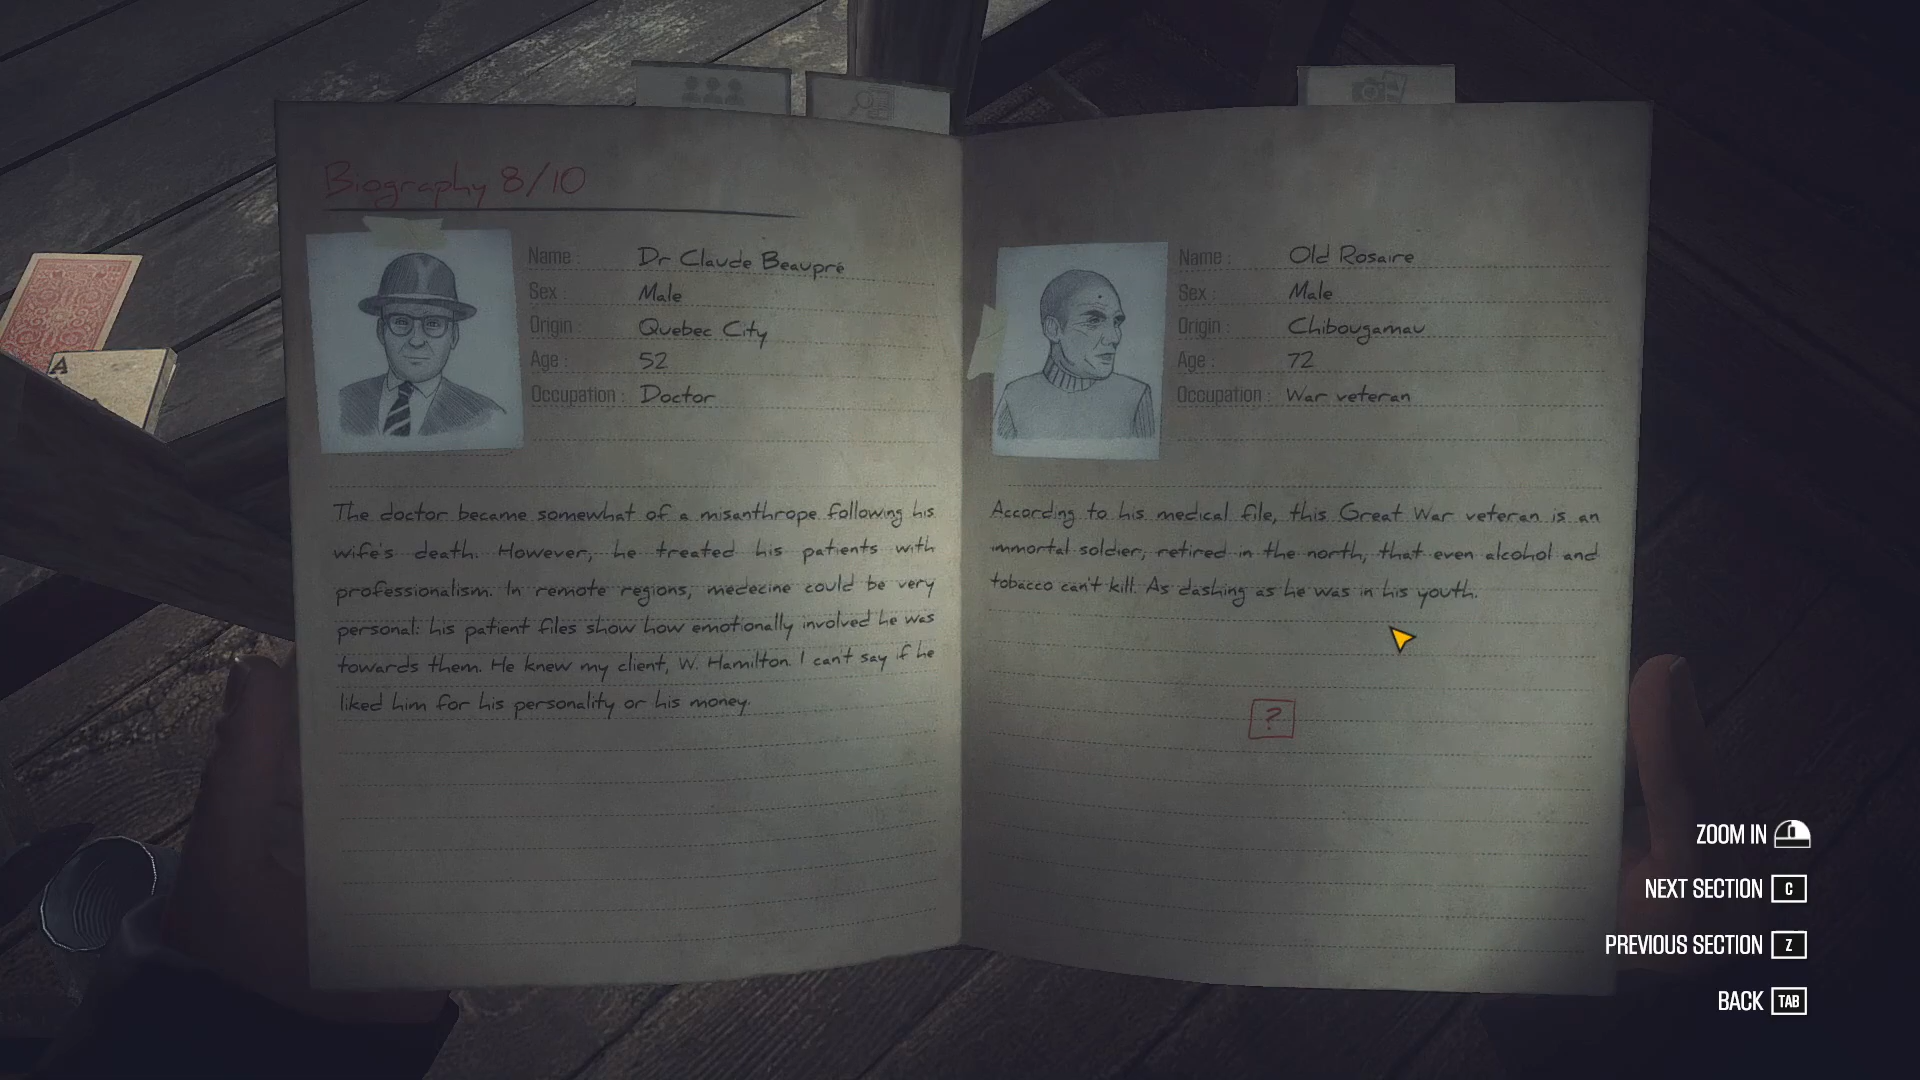 Biography 8/10
Name : Dr Claude Beaupré
Sex : Male
Origin : Quebec City
Age : 52
Occupation : Doctor
The doctor became somewhat of a misanthrope following his
wife's death. However, he treated his patients with
professionalism. In remote regions, medecine could be very
personal: his patient files show how emotionally involved he was
towards them. He knew my client, W. Hamilton. I can't say if he
liked him for his personality or his money.
Name : Old Rosaire
Sex : Male
Origin : Chibougamau
Age : 72
Occupation : War veteran
According to his medical file, this Great War veteran is an
immortal soldier, retired in the north, that even alcohol and
tobacco can't kill. As dashing as he was in his youth.
?
A
ZOOM IN
NEXT SECTION C
PREVIOUS SECTION Z
BACK TAB